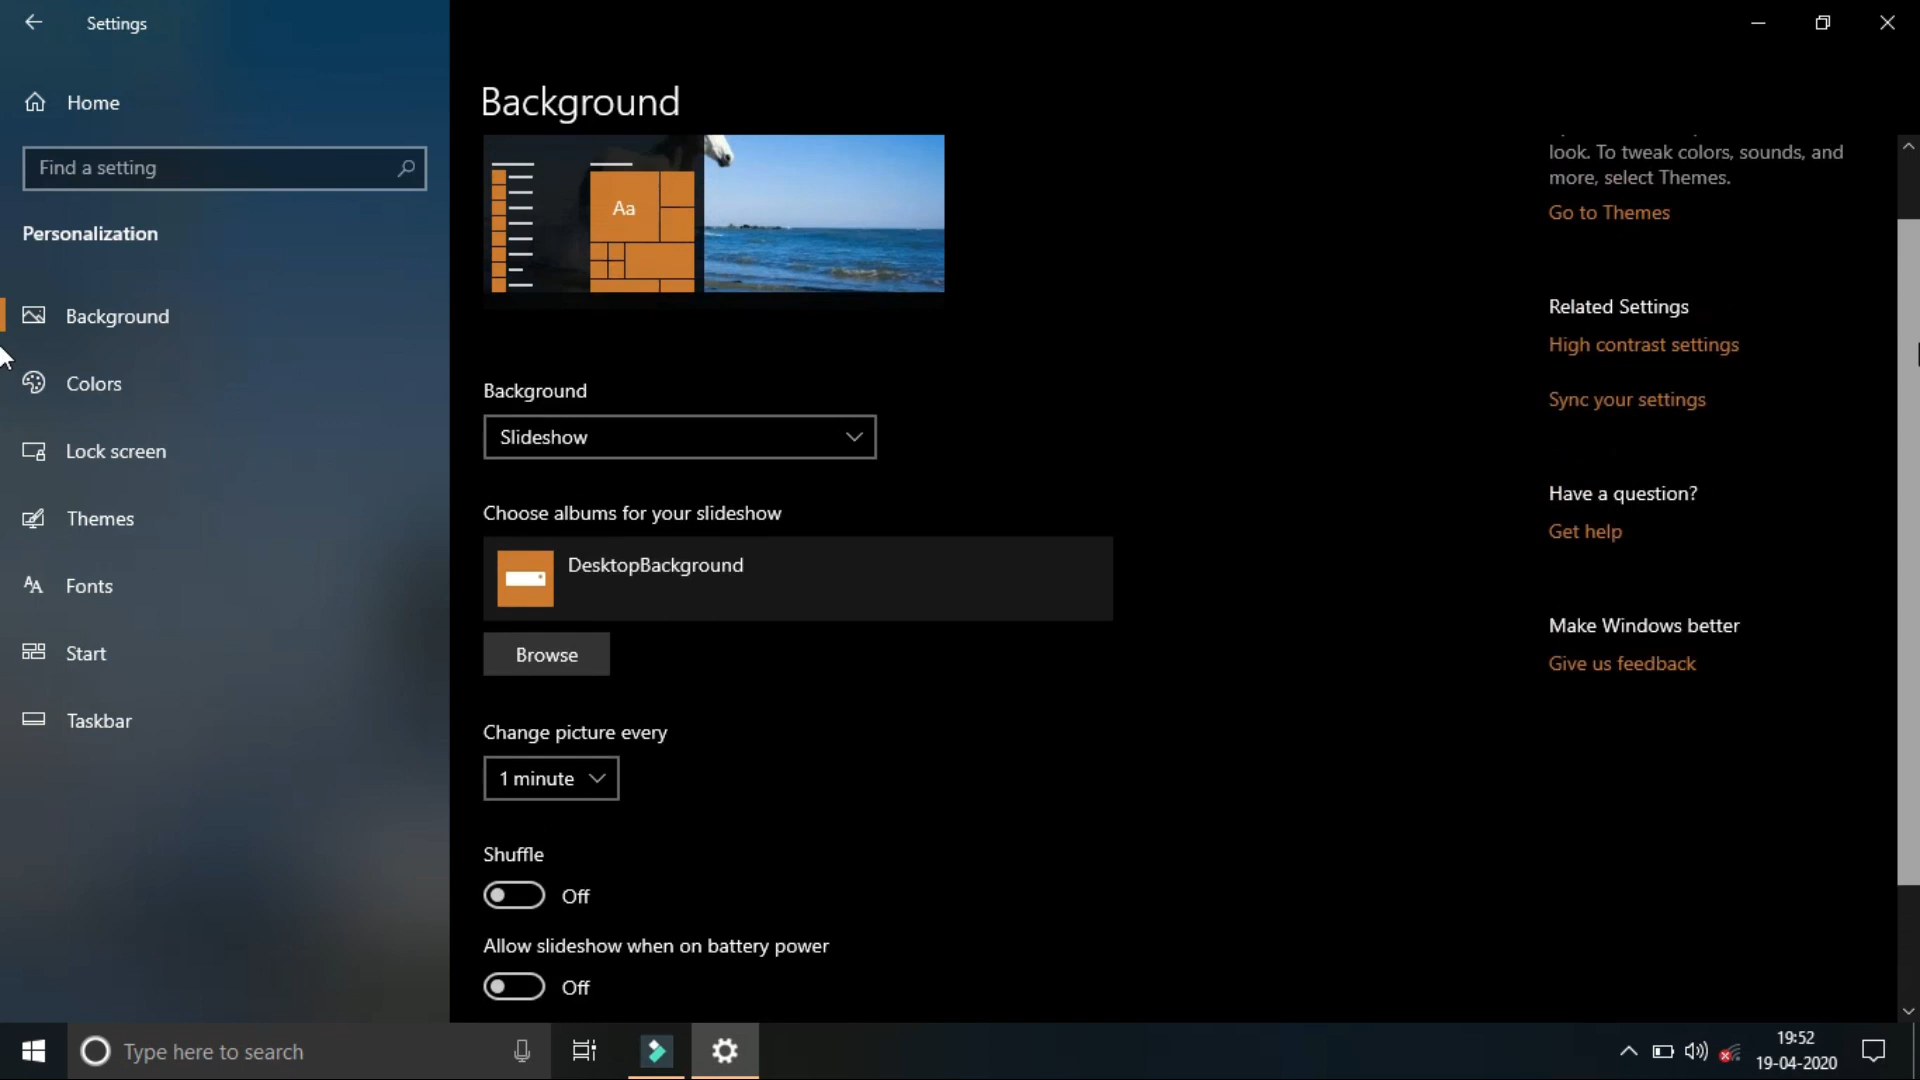 Settings
Home
Find a setting
Personalization
Background
Colors
Lock screen
Themes
Fonts
Start
Taskbar
Background
Aa
Background
Slideshow
Choose albums for your slideshow
DesktopBackground
Browse
Change picture every
1 minute
Shuffle
Off
Allow slideshow when on battery power
Off
look. To tweak colors, sounds, and
more, select Themes.
Go to Themes
Related Settings
High contrast settings
Sync your settings
Have a question?
Get help
Make Windows better
Give us feedback
Type here to search
19:52
19-04-2020